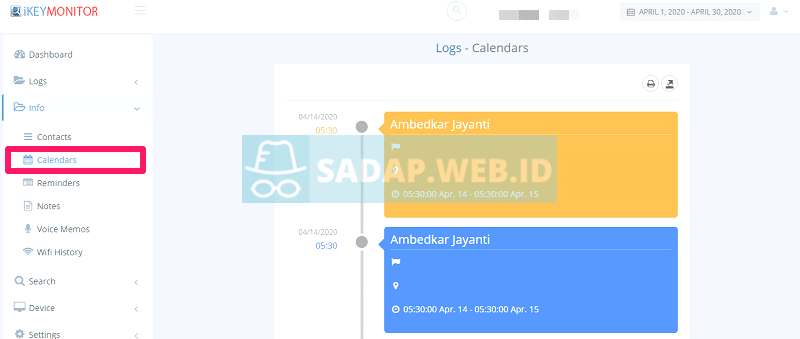 iKEYMONITOR
APRIL 1, 2020 - APRIL 30, 2020
Logs - Calendars
Dashboard
Logs
Info
Contacts
Calendars
Reminders
Notes
Voice Memos
Wifi History
Search
Device
Settings
04/14/2020
05:30
Ambedkar Jayanti
05:30:00 Apr. 14 - 05:30:00 Apr. 15
SADAP.WEB.ID
04/14/2020
05:30
Ambedkar Jayanti
05:30:00 Apr. 14 - 05:30:00 Apr. 15